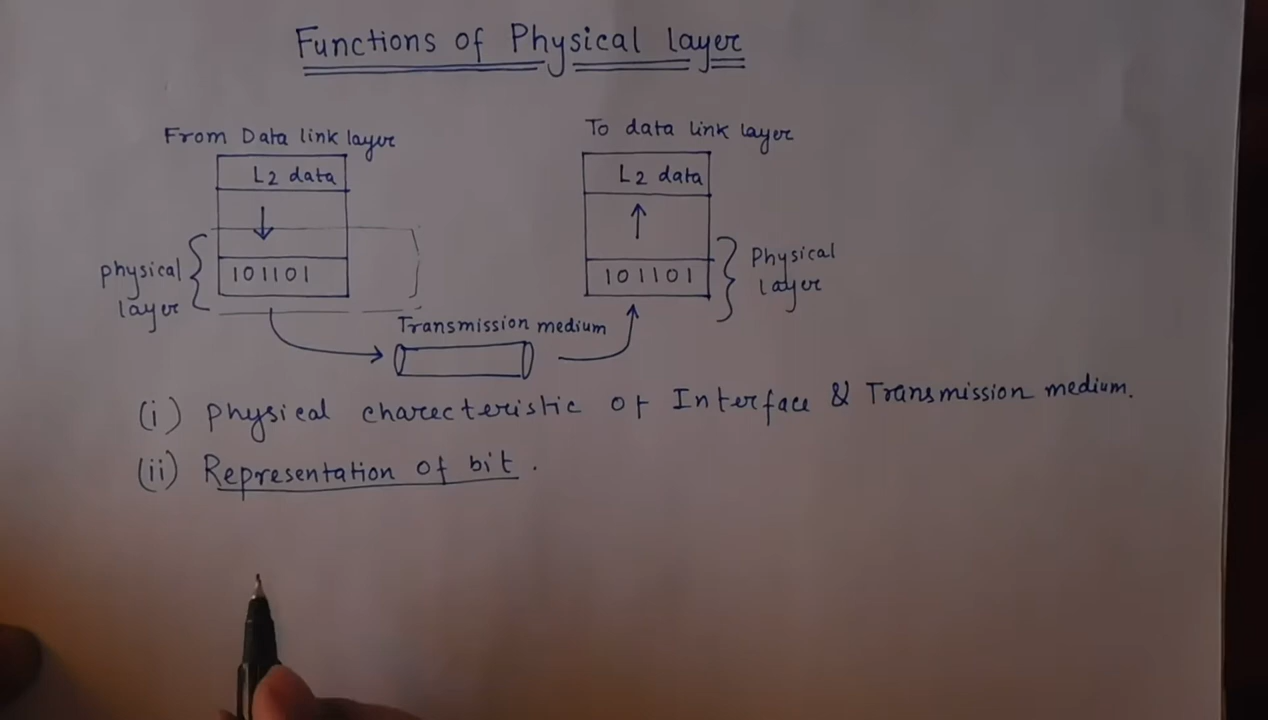 Functions of Physical layer
From Data link layer
To data link layer
L2 data
L2 data
101101
101101
physical
layer
Physical
layer
Transmission medium
(i) physical charecteristic of Interface & Transmission medium.
(ii) Representation of bit.